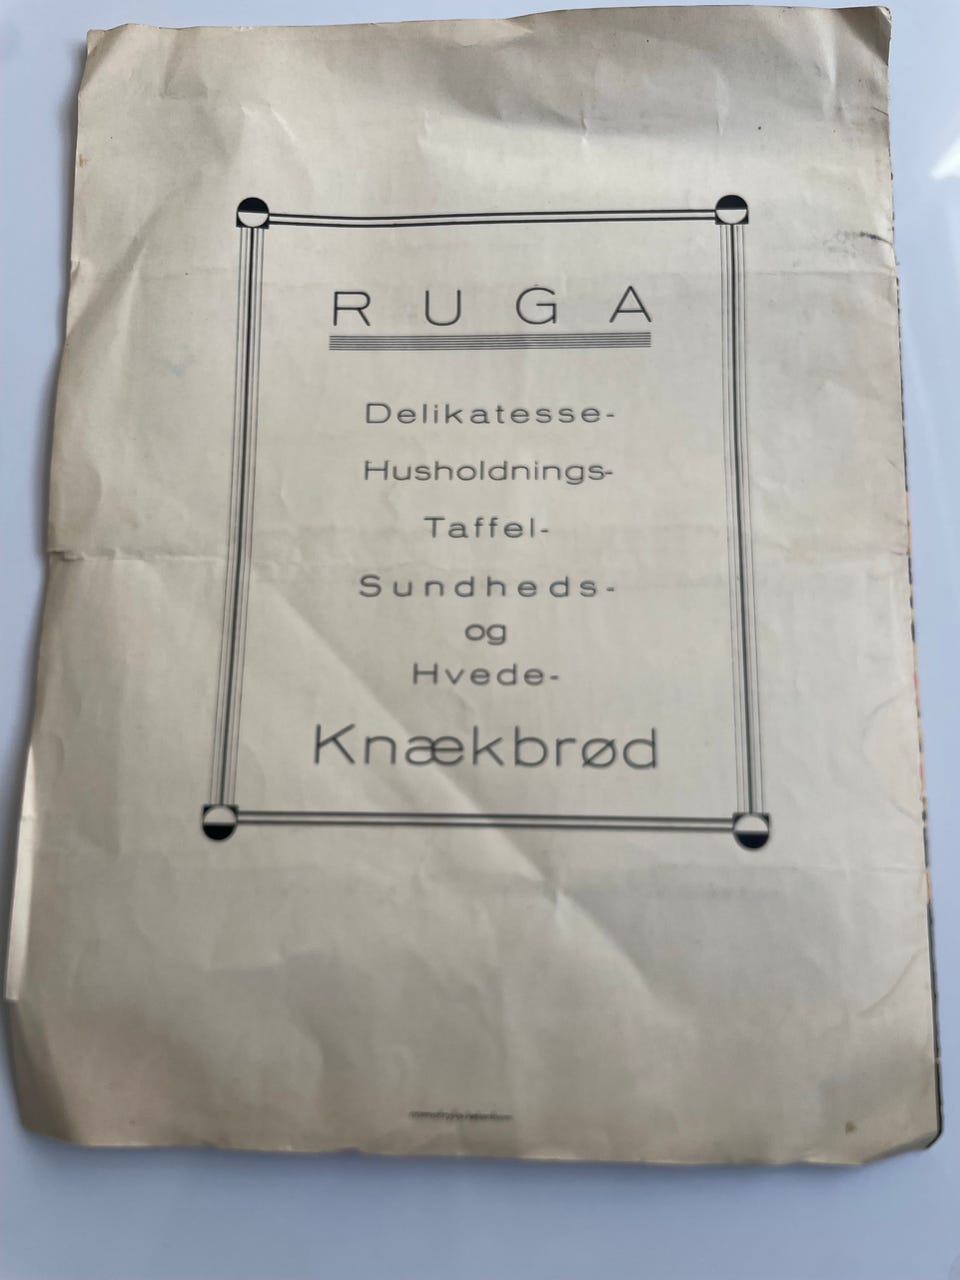 RUGA
Delikatesse-
Husholdnings-
Taffel-
Sundheds-
og
Hvede-
Knækbrød